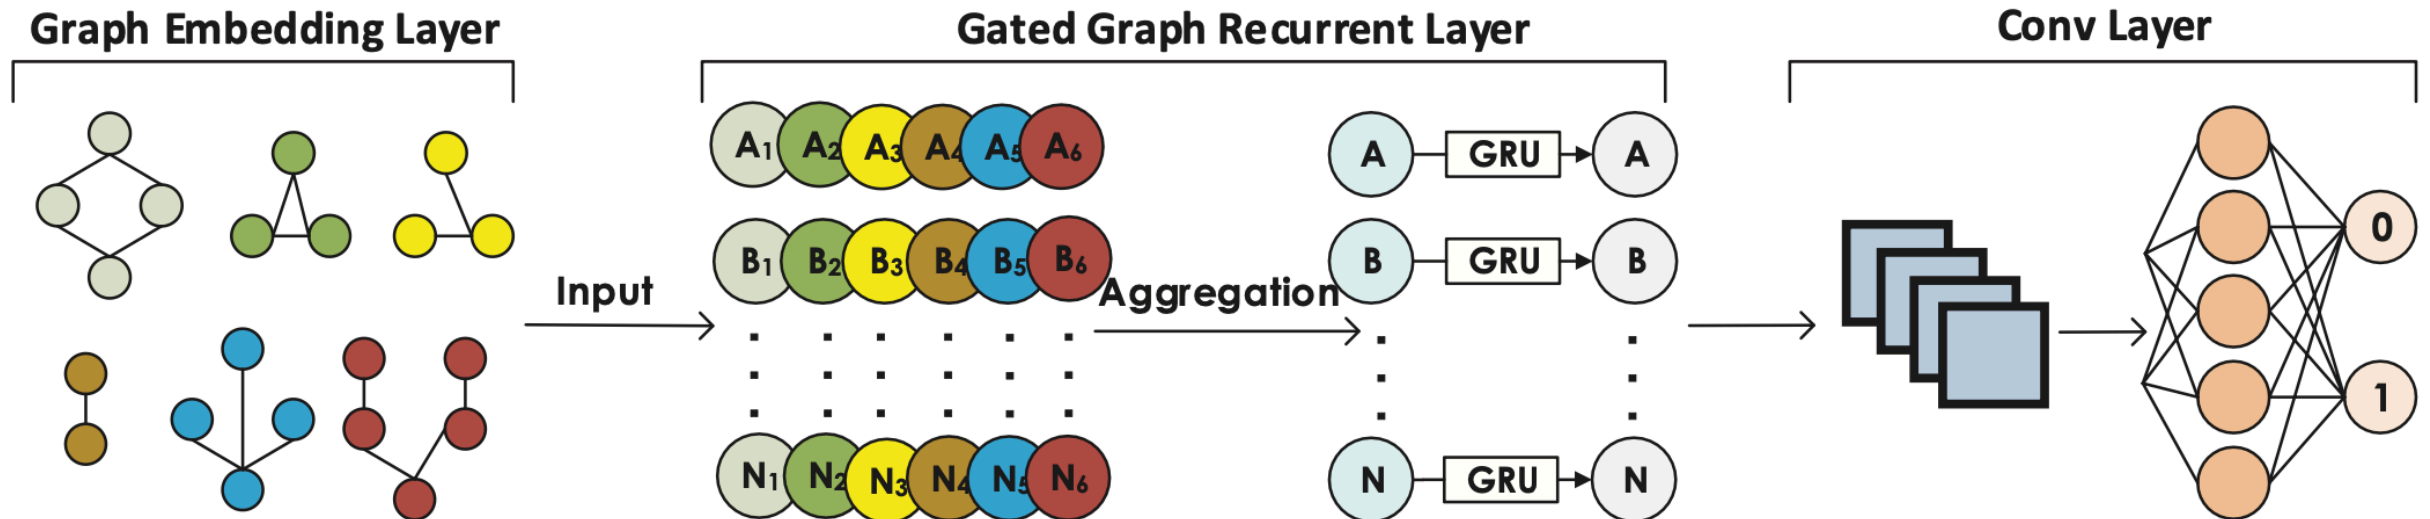 Graph Embedding Layer
Gated Graph Recurrent Layer
Conv Layer
Input
A1 A2 A3 A4 A5 A6
B1 B2 B3 B4 B5 B6
N1 N2 N3 N4 N5 N6
Aggregation
A GRU A
B GRU B
N GRU N
0
1